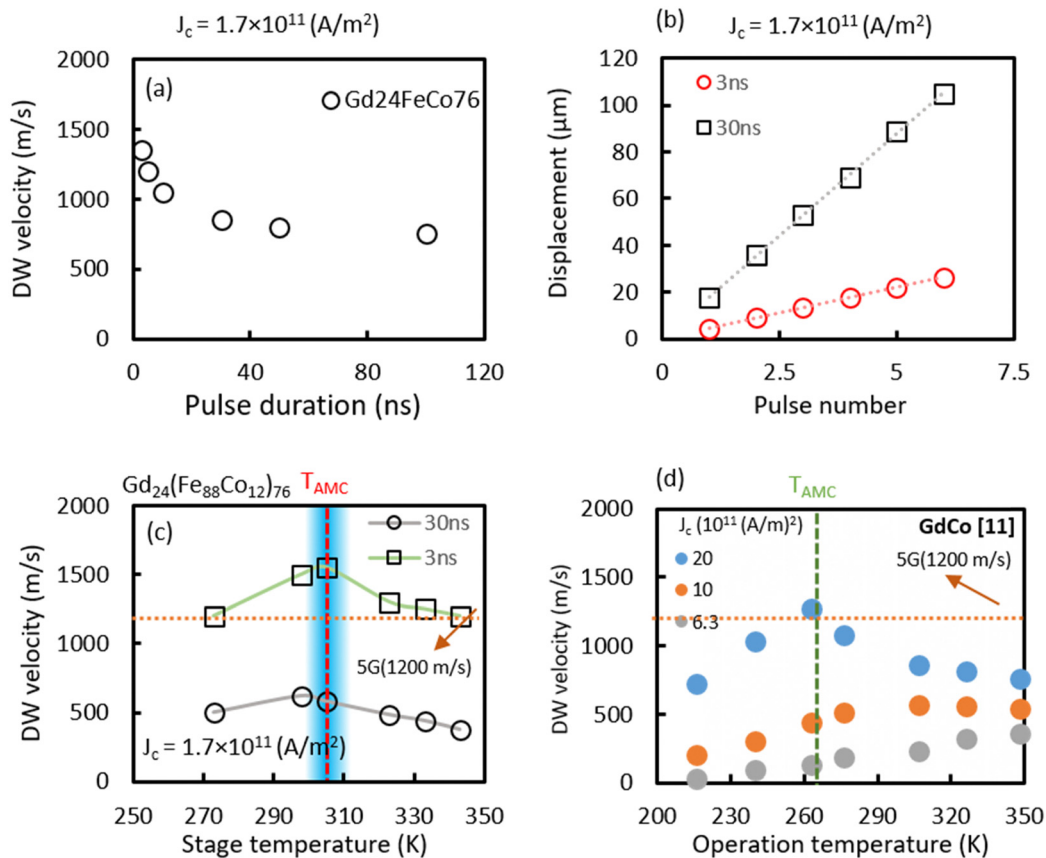 J_c = 1.7×10^11 (A/m^2)
(a)
Gd24FeCo76
2000
1500
1000
500
0
DW velocity (m/s)
0 40 80 120
Pulse duration (ns)
(b) J_c = 1.7×10^11 (A/m^2)
3ns
30ns
120
100
80
60
40
20
0
Displacement (μm)
0 2.5 5 7.5
Pulse number
Gd_24(Fe_88Co_12)_76 T_AMC
(c)
30ns
3ns
2000
1500
1000
500
0
DW velocity (m/s)
5G(1200 m/s)
J_c = 1.7×10^11 (A/m^2)
250 270 290 310 330 350
Stage temperature (K)
(d) T_AMC
J_c (10^11 (A/m)^2) GdCo [11]
20
10
6.3
5G(1200 m/s)
2000
1500
1000
500
0
DW velocity (m/s)
200 230 260 290 320 350
Operation temperature (K)